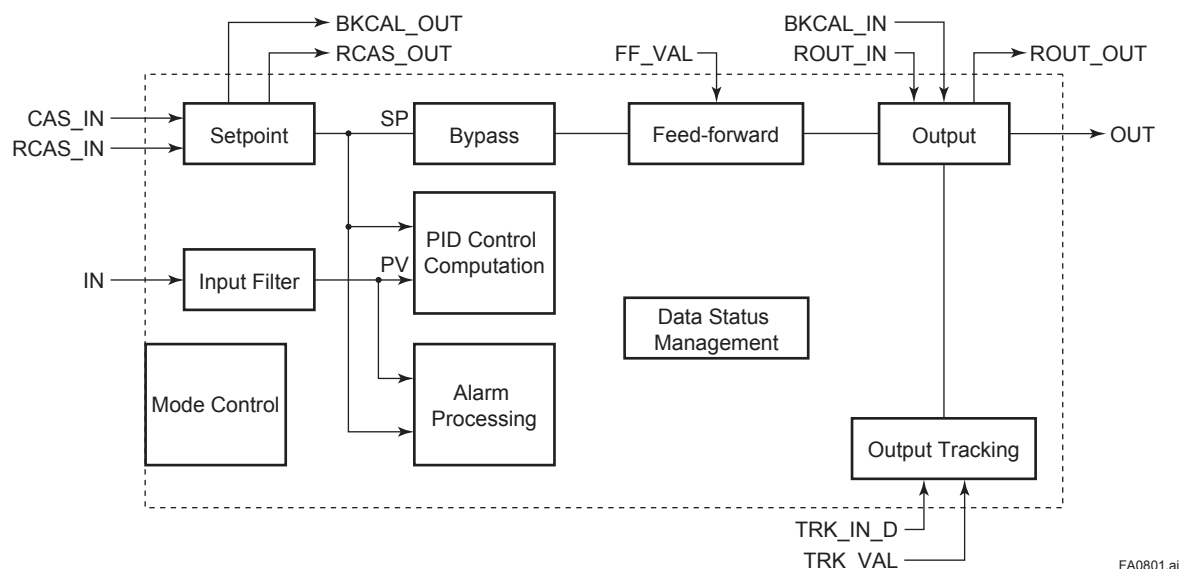 BKCAL_OUT
RCAS_OUT
BKCAL_IN
ROUT_IN
ROUT_OUT
FF_VAL
CAS_IN
RCAS_IN
Setpoint
SP
Bypass
Feed-forward
Output
OUT
PID Control
Computation
IN
Input Filter
PV
Data Status
Management
Mode Control
Alarm
Processing
Output Tracking
TRK_IN_D
TRK_VAL
FA0801.ai